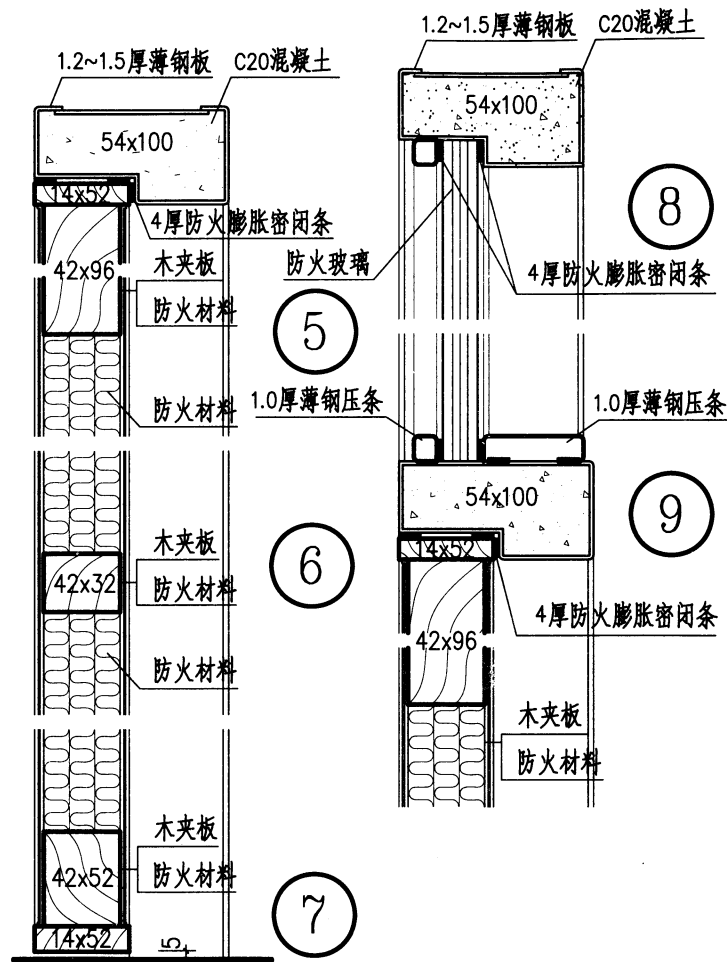 1.2~1.5厚薄钢板
C20混凝土
54x100
14x52
4厚防火膨胀密闭条
42x96
木夹板
防火材料
5
防火材料
木夹板
42x32
防火材料
6
防火材料
木夹板
42x52
防火材料
7
14x52
5
1.2~1.5厚薄钢板
C20混凝土
54x100
8
防火玻璃
4厚防火膨胀密闭条
1.0厚薄钢压条
1.0厚薄钢压条
54x100
9
14x52
4厚防火膨胀密闭条
42x96
木夹板
防火材料